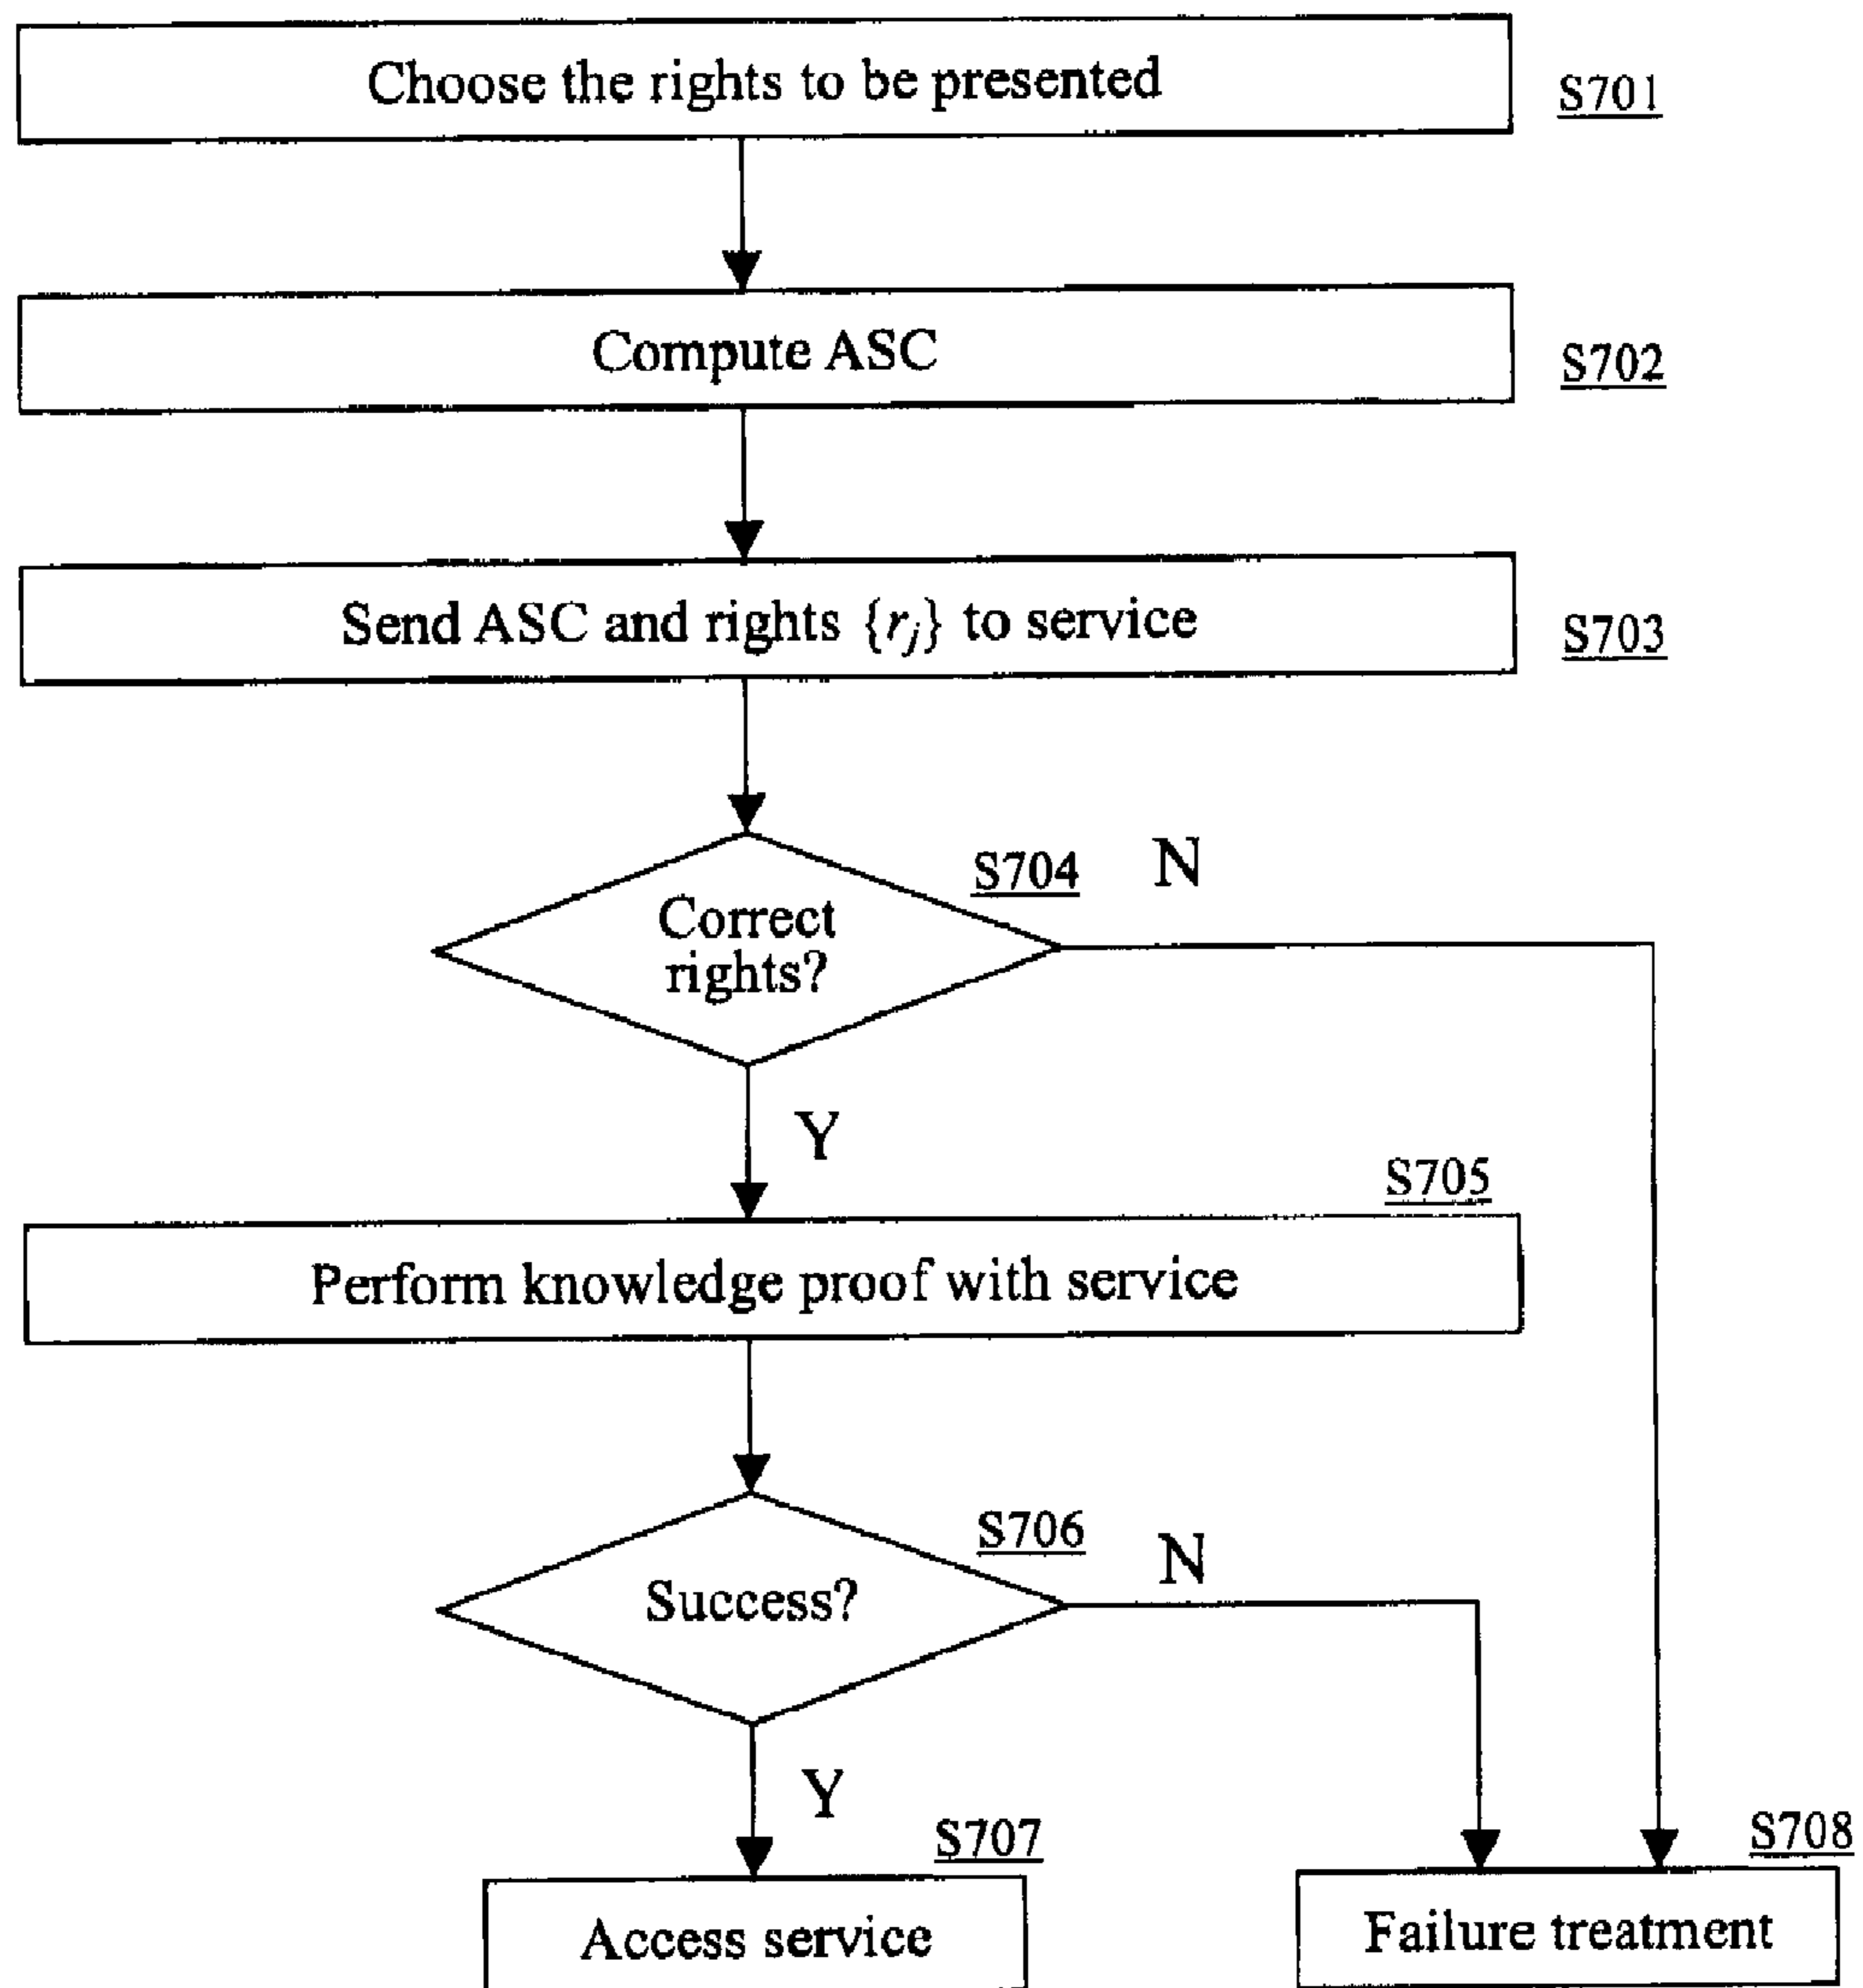 Choose the rights to be presented
S701
Compute ASC
S702
Send ASC and rights {r_j} to service
S703
S704
N
Correct
rights?
Y
S705
Perform knowledge proof with service
S706
N
Success?
Y
S707
S708
Access service
Failure treatment